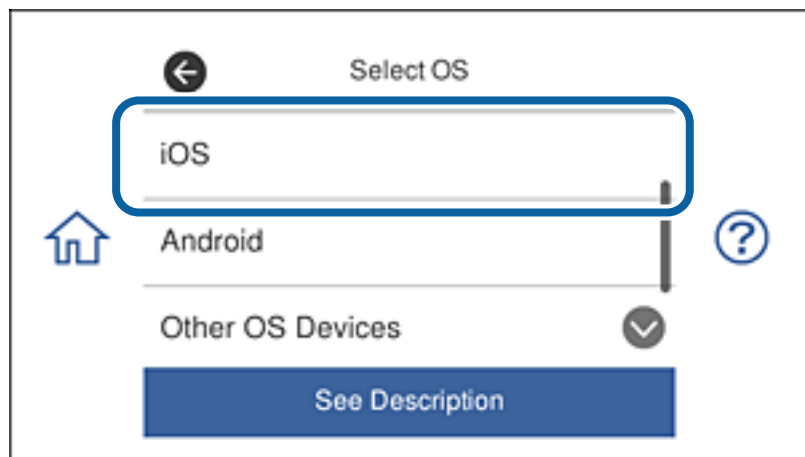 Select OS
iOS
Android
?
Other OS Devices
See Description